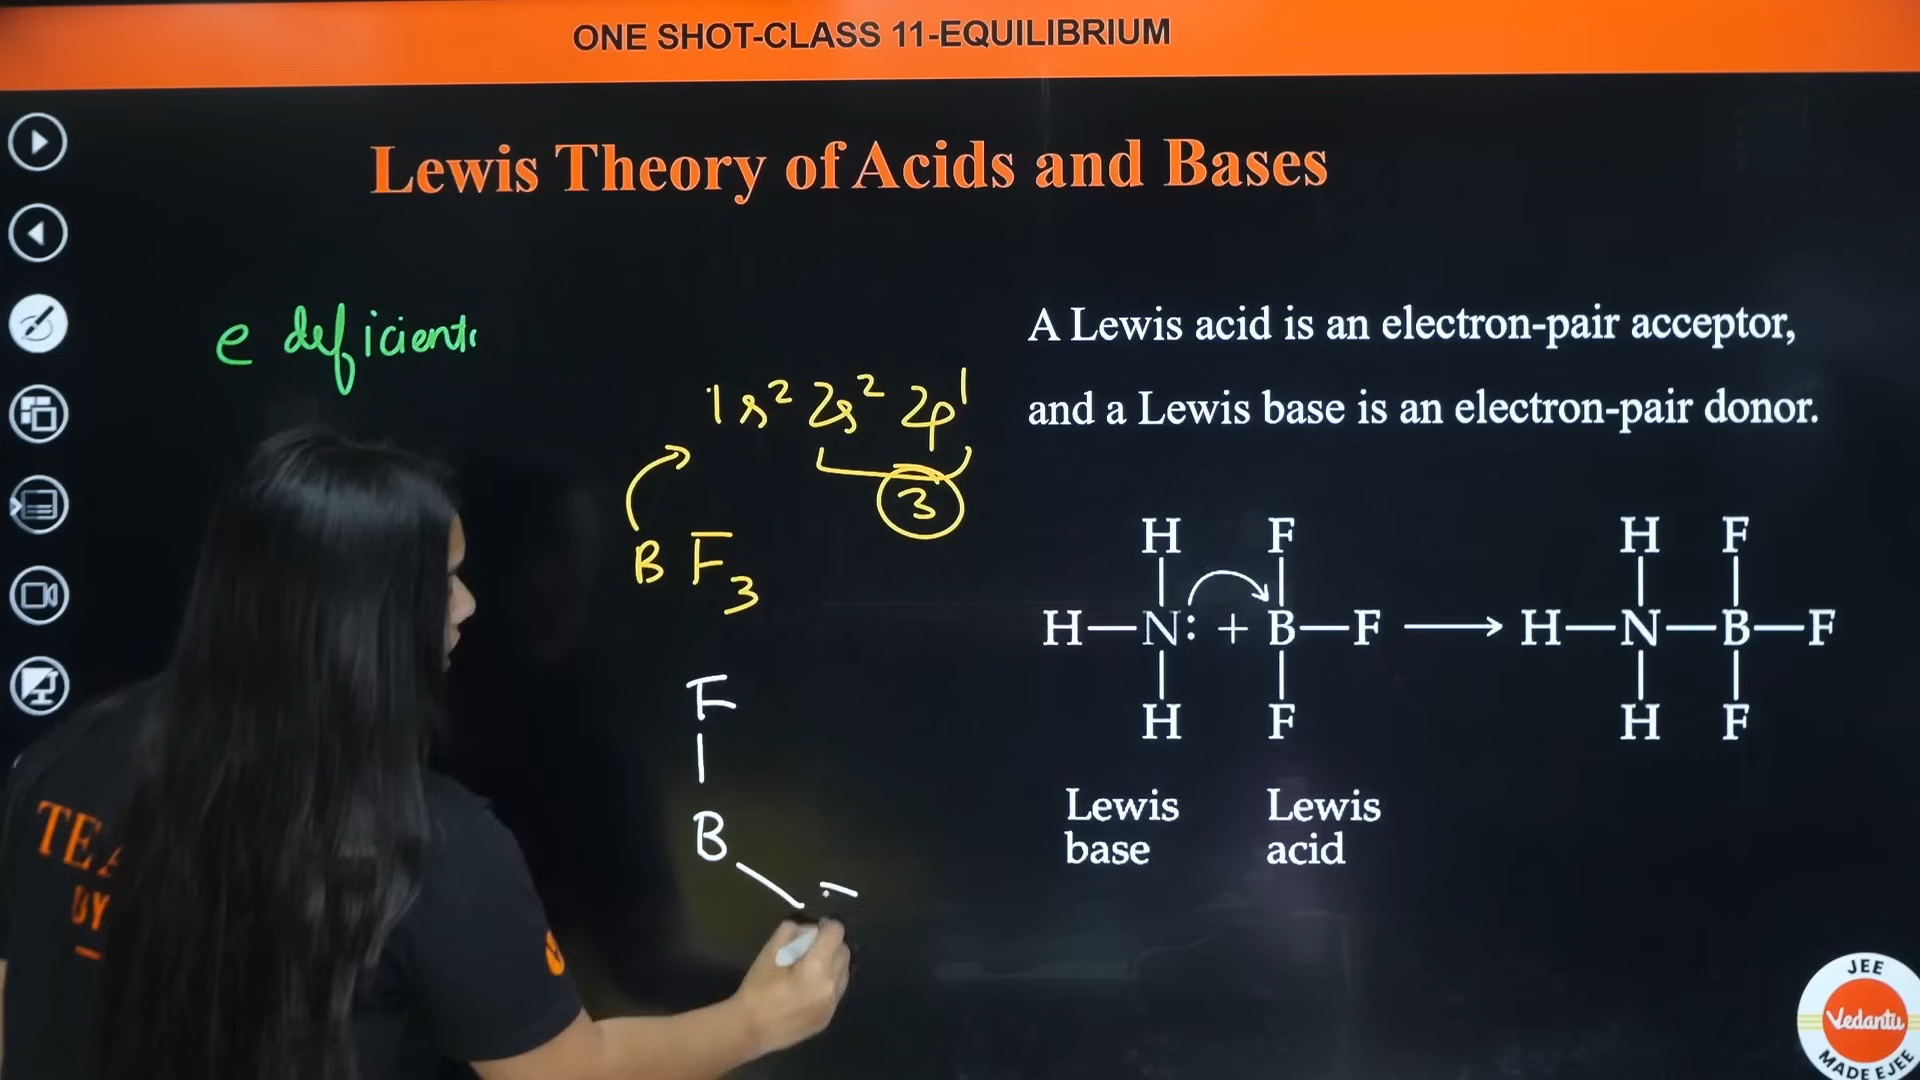 ONE SHOT-CLASS 11-EQUILIBRIUM
Lewis Theory of Acids and Bases
e deficient
1s² 2s² 2p¹
3
B F₃
F
B
A Lewis acid is an electron-pair acceptor,
and a Lewis base is an electron-pair donor.
H F H F
H—N: + B—F ⟶ H—N—B—F
H F H F
Lewis base
Lewis acid
TEA
BY
JEE
Vedantu
MADE EJEE